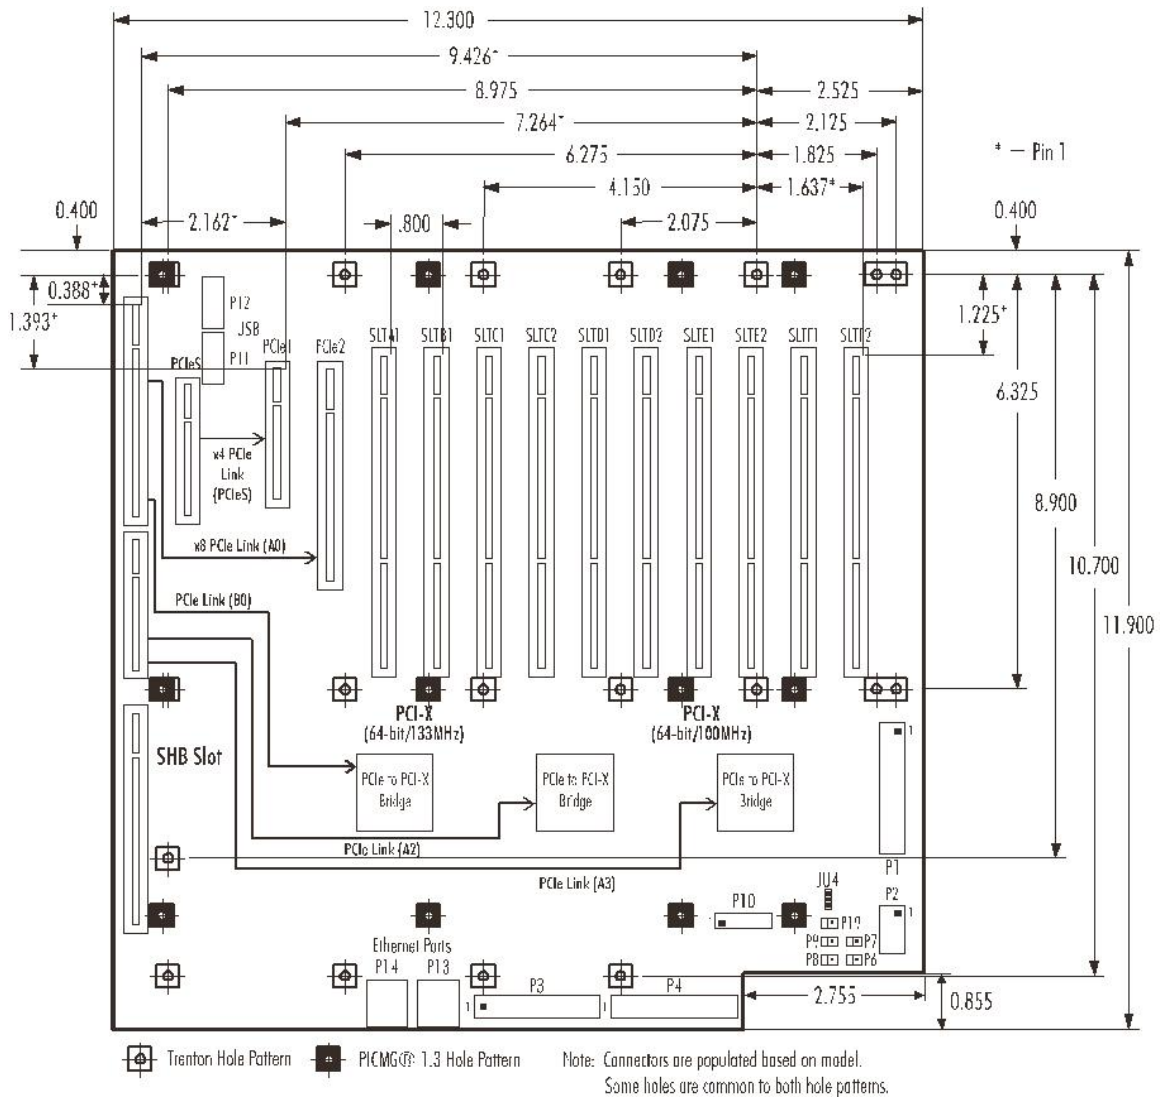 12.300
9.426*
8.975
2.525
7.264*
2.125
* – Pin 1
6.275
1.825
4.150
1.637*
0.400
2.162*
.800
2.075
0.400
0.388*
1.393*
P12
JSB
P11
PCIeS
PCIe1
PCIe2
SLTA1
SLTB1
SLTC1
SLTC2
SLTD1
SLTD2
SLTE1
SLTE2
SLTF1
1.225*
6.325
x4 PCIe
Link
(PCIeS)
8.900
x8 PCIe Link (A0)
10.700
PCIe Link (B0)
11.900
PCI-X
(64-bit/133MHz)
PCI-X
(64-bit/100MHz)
SHB Slot
1
PCIe to PCI-X
Bridge
PCIe to PCI-X
Bridge
PCIe to PCI-X
Bridge
PCIe Link (A2)
P1
PCIe Link (A3)
JU4
P10
P2
1
P19
Ethernet Ports
P9
P7
P14
P13
P8
P6
P3
P4
1
1
2.755
0.855
Trenton Hole Pattern
PICMG® 1.3 Hole Pattern
Note: Connectors are populated based on model.
Some holes are common to both hole patterns.